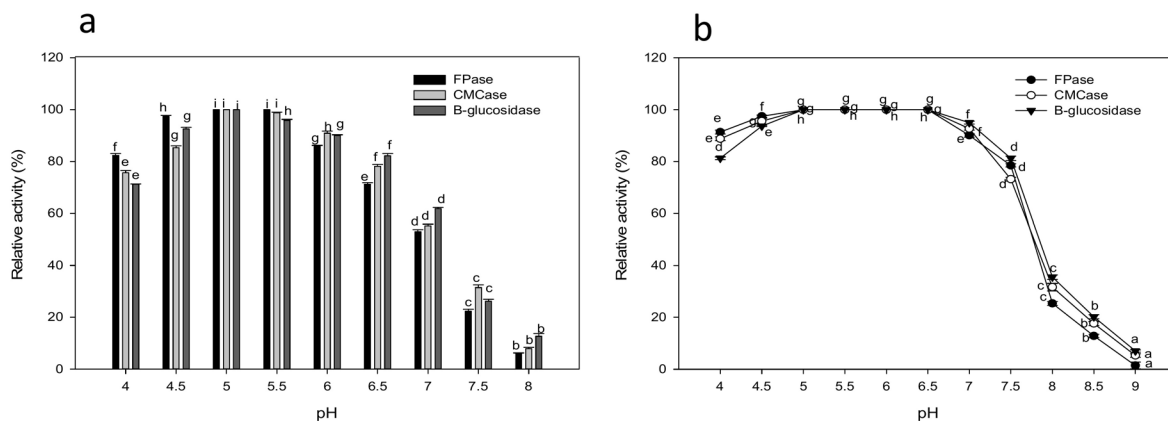 a
120
100
80
60
40
20
0
Relative activity (%)
FPase
CMCase
B-glucosidase
f e e
h g g
i i i
i i h
g h g
e f f
d d d
c c c
b b b
4 4.5 5 5.5 6 6.5 7 7.5 8
pH
b
120
100
80
60
40
20
0
Relative activity (%)
FPase
CMCase
B-glucosidase
e e d
f g e
g g h
g g h
g g h
g g h
f f e
d d d
c c c
b b b
a a a
4 4.5 5 5.5 6 6.5 7 7.5 8 8.5 9
pH